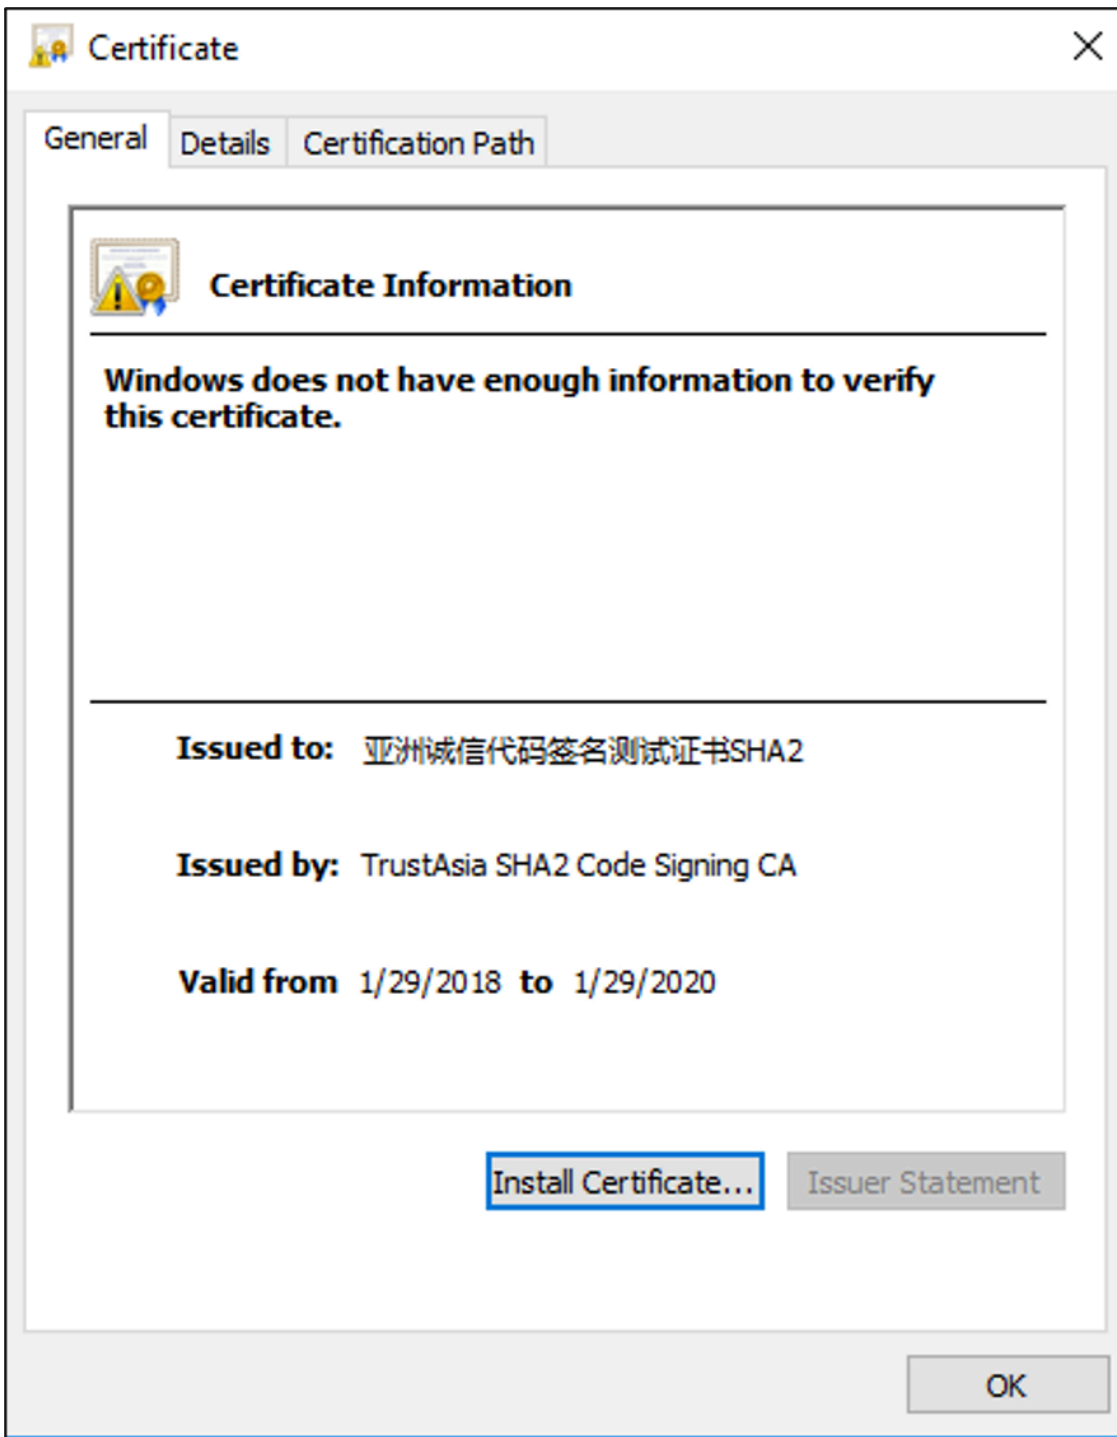 Certificate
General
Details
Certification Path
Certificate Information
Windows does not have enough information to verify
this certificate.
Issued to: 亚洲诚信代码签名测试证书SHA2
Issued by: TrustAsia SHA2 Code Signing CA
Valid from 1/29/2018 to 1/29/2020
Install Certificate...
Issuer Statement
OK